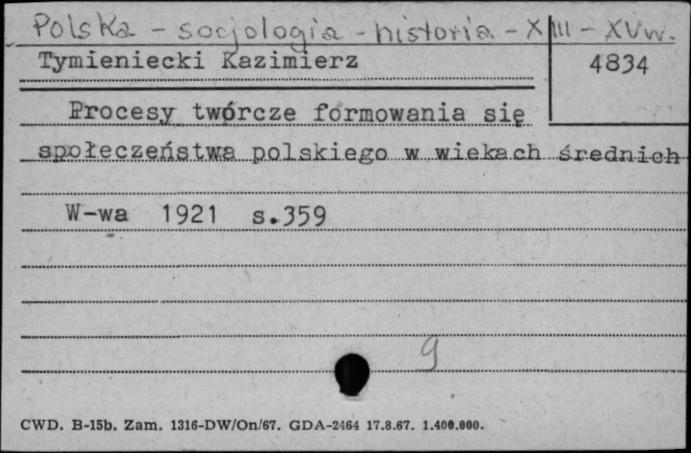 Polska - socjologia - historia - XIII - XVw.
Tymieniecki Kazimierz
4834
Procesy twórcze formowania się
społeczeństwa polskiego w wiekach średnich
W-wa 1921 s.359
9
CWD. B-15b. Zam. 1316-DW/On/67. GDA-2464 17.8.67. 1.400.000.